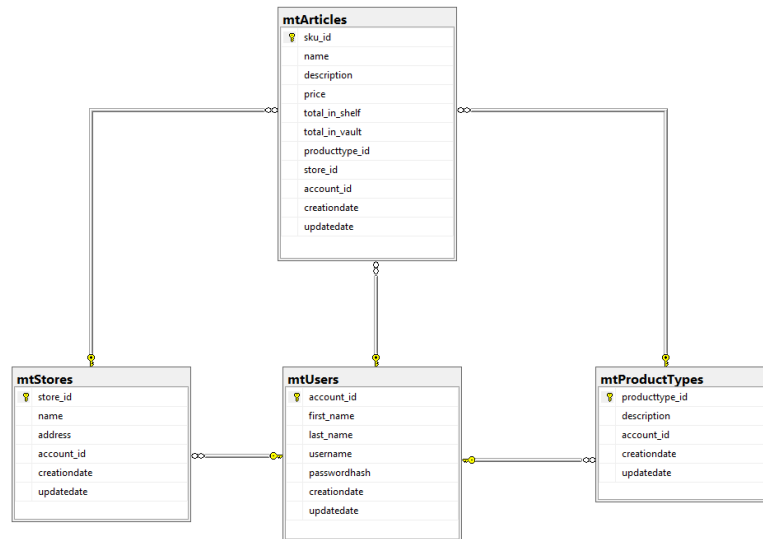 mtArticles
sku_id
name
description
price
total_in_shelf
total_in_vault
producttype_id
store_id
account_id
creationdate
updatedate
mtStores
store_id
name
address
account_id
creationdate
updatedate
mtUsers
account_id
first_name
last_name
username
passwordhash
creationdate
updatedate
mtProductTypes
producttype_id
description
account_id
creationdate
updatedate